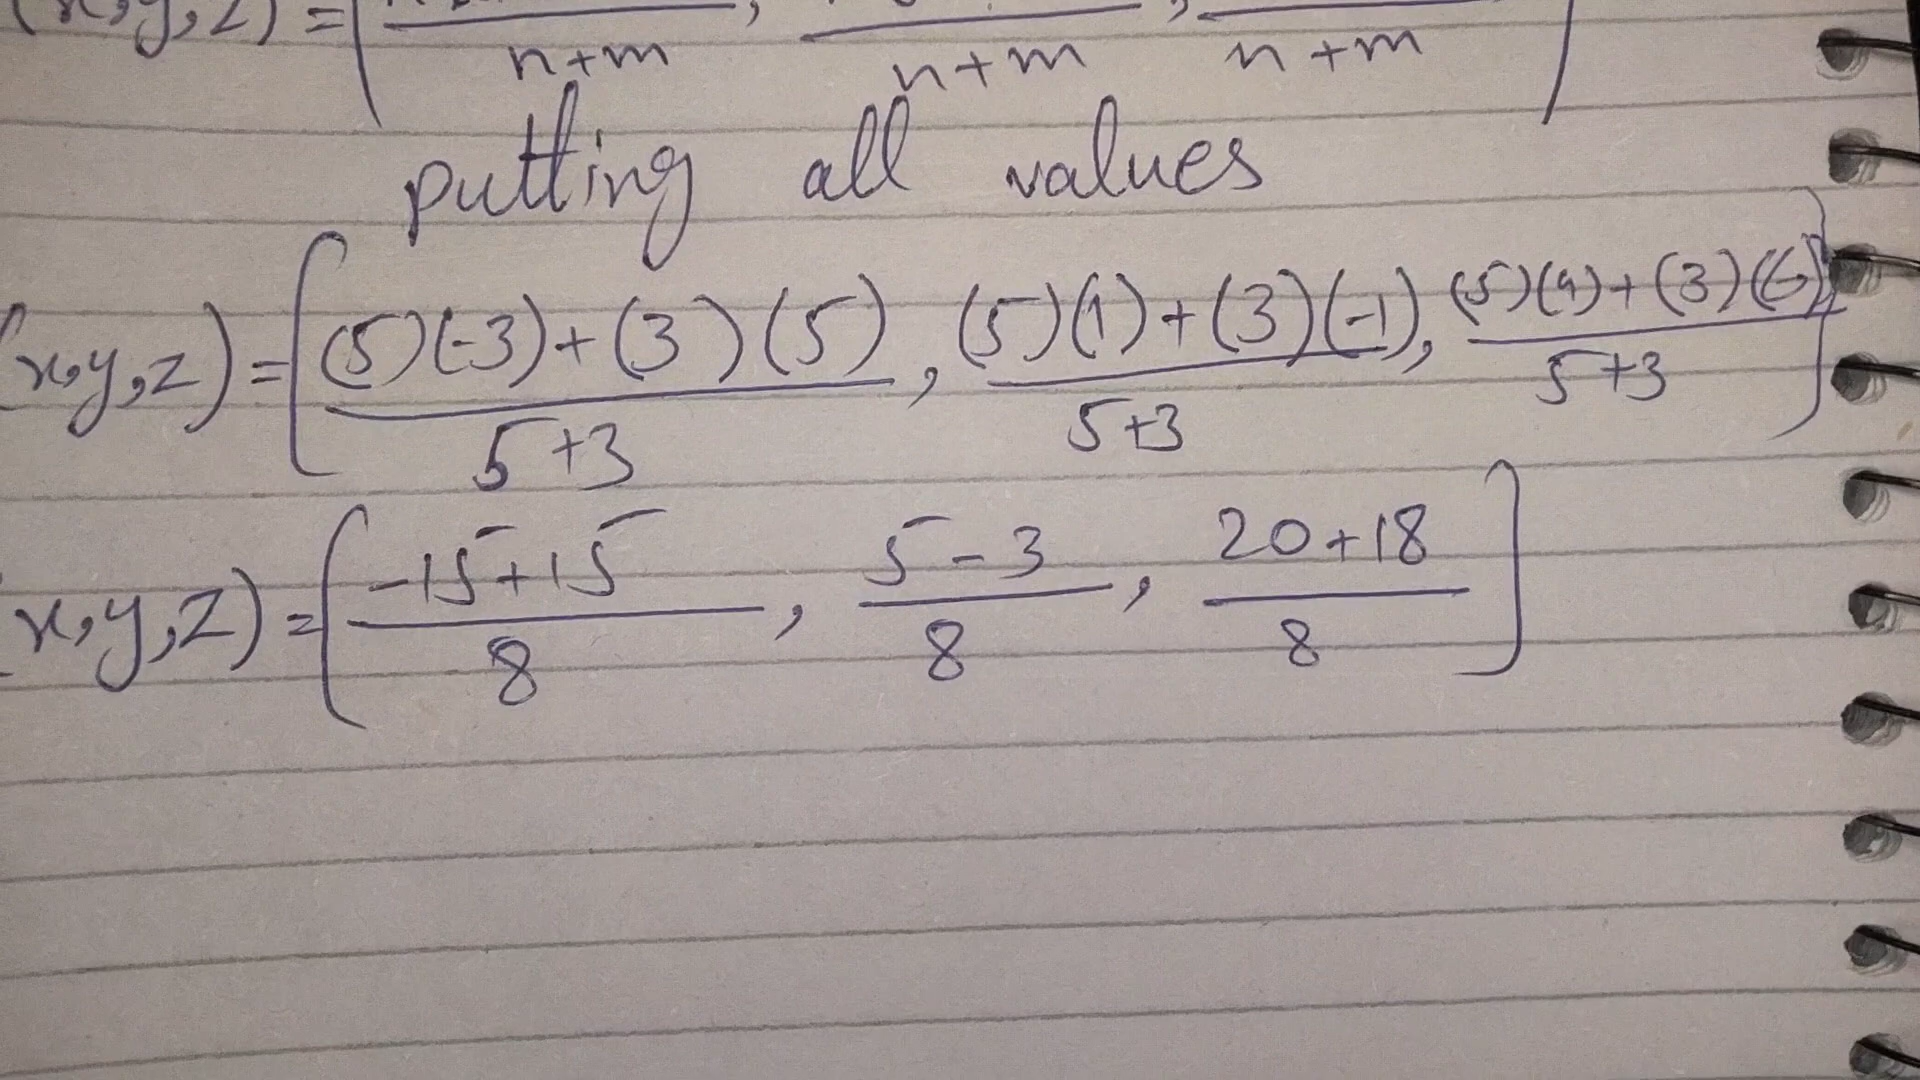 (x,y,z) = ( n+m , n+m , n+m )
putting all values
(x,y,z) = [ (5)(-3)+(3)(5) / 5+3 , (5)(1)+(3)(-1) / 5+3 , (5)(4)+(3)(6) / 5+3 ]
(x,y,z) = [ -15+15 / 8 , 5-3 / 8 , 20+18 / 8 ]